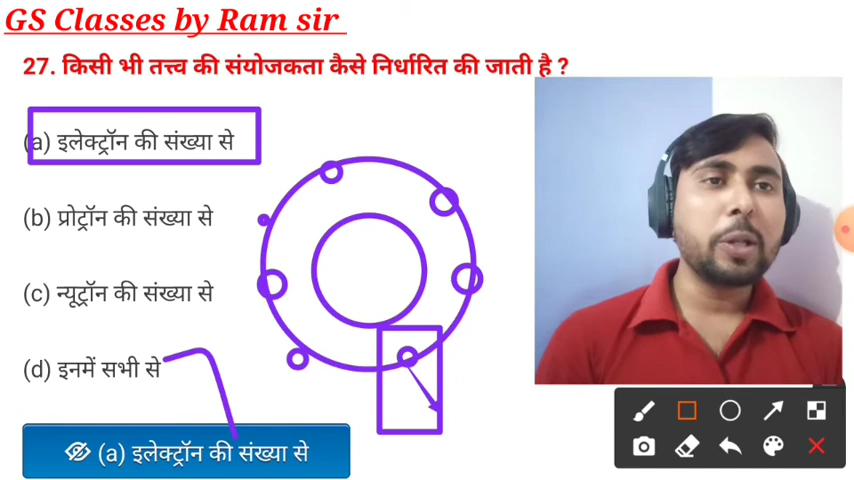 GS Classes by Ram sir
27. किसी भी तत्त्व की संयोजकता कैसे निर्धारित की जाती है ?
(a) इलेक्ट्रॉन की संख्या से
(b) प्रोट्रॉन की संख्या से
(c) न्यूट्रॉन की संख्या से
(d) इनमें सभी से
(a) इलेक्ट्रॉन की संख्या से